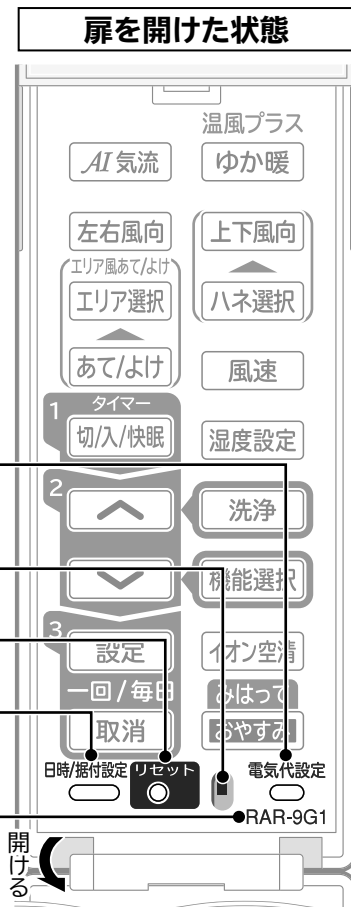 扉を開けた状態
温風プラス
AI気流
ゆか暖
左右風向
上下風向
エリア風あて/よけ
エリア選択
ハネ選択
あて/よけ
風速
1
タイマー
切/入/快眠
湿度設定
2
洗浄
機能選択
3
設定
イオン空清
一回/毎日
みはって
取消
おやすみ
日時/据付設定
リセット
電気代設定
RAR-9G1
開ける